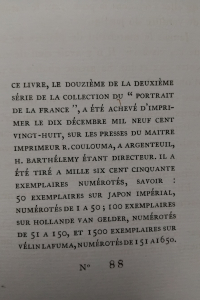 CE LIVRE, LE DOUZIÈME DE LA DEUXIÈME
SÉRIE DE LA COLLECTION DU " PORTRAIT
DE LA FRANCE ", A ÉTÉ ACHEVÉ D'IMPRI-
MER LE DIX DÉCEMBRE MIL NEUF CENT
VINGT-HUIT, SUR LES PRESSES DU MAITRE
IMPRIMEUR R. COULOUMA, A ARGENTEUIL,
H. BARTHÉLEMY ÉTANT DIRECTEUR. IL A
ÉTÉ TIRÉ A MILLE SIX CENT CINQUANTE
EXEMPLAIRES NUMÉROTÉS, SAVOIR :
50 EXEMPLAIRES SUR JAPON IMPÉRIAL,
NUMÉROTÉS DE 1 A 50 ; 100 EXEMPLAIRES
SUR HOLLANDE VAN GELDER, NUMÉROTÉS
DE 51 A 150, ET 1500 EXEMPLAIRES SUR
VÉLIN LAFUMA, NUMÉROTÉS DE 151 A 1650.
No 88